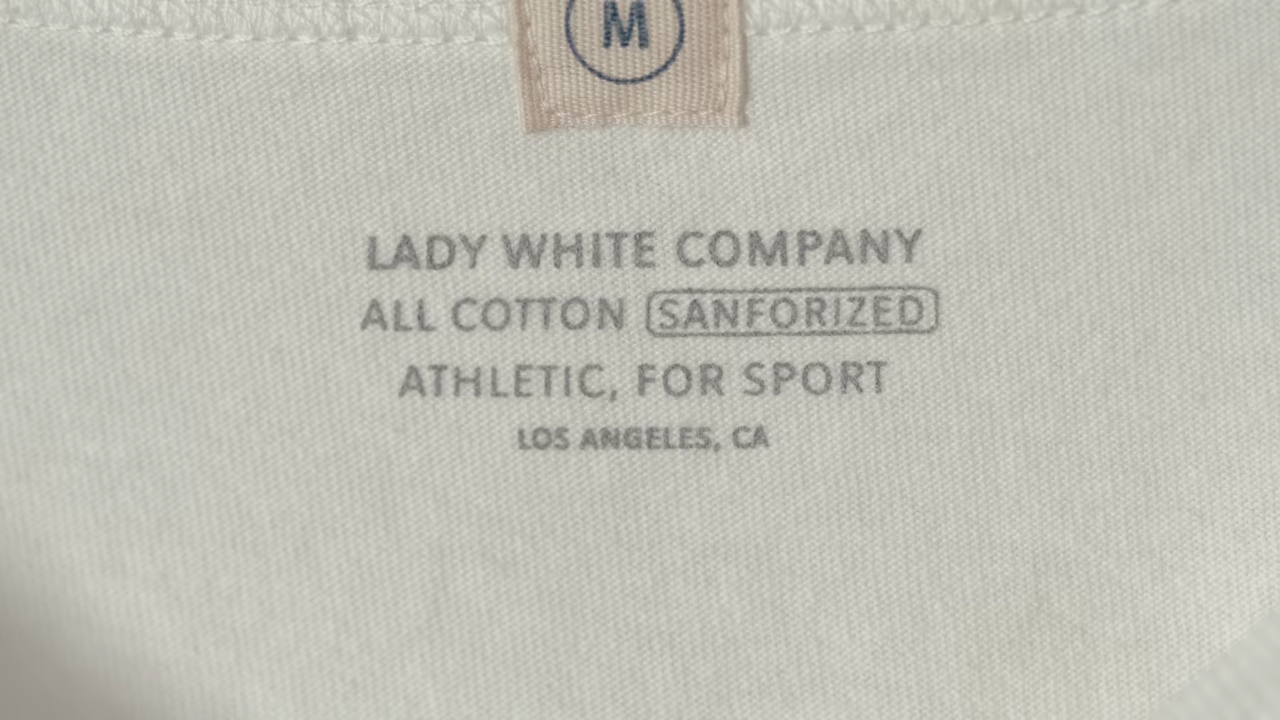 M
LADY WHITE COMPANY
ALL COTTON SANFORIZED
ATHLETIC, FOR SPORT
LOS ANGELES, CA